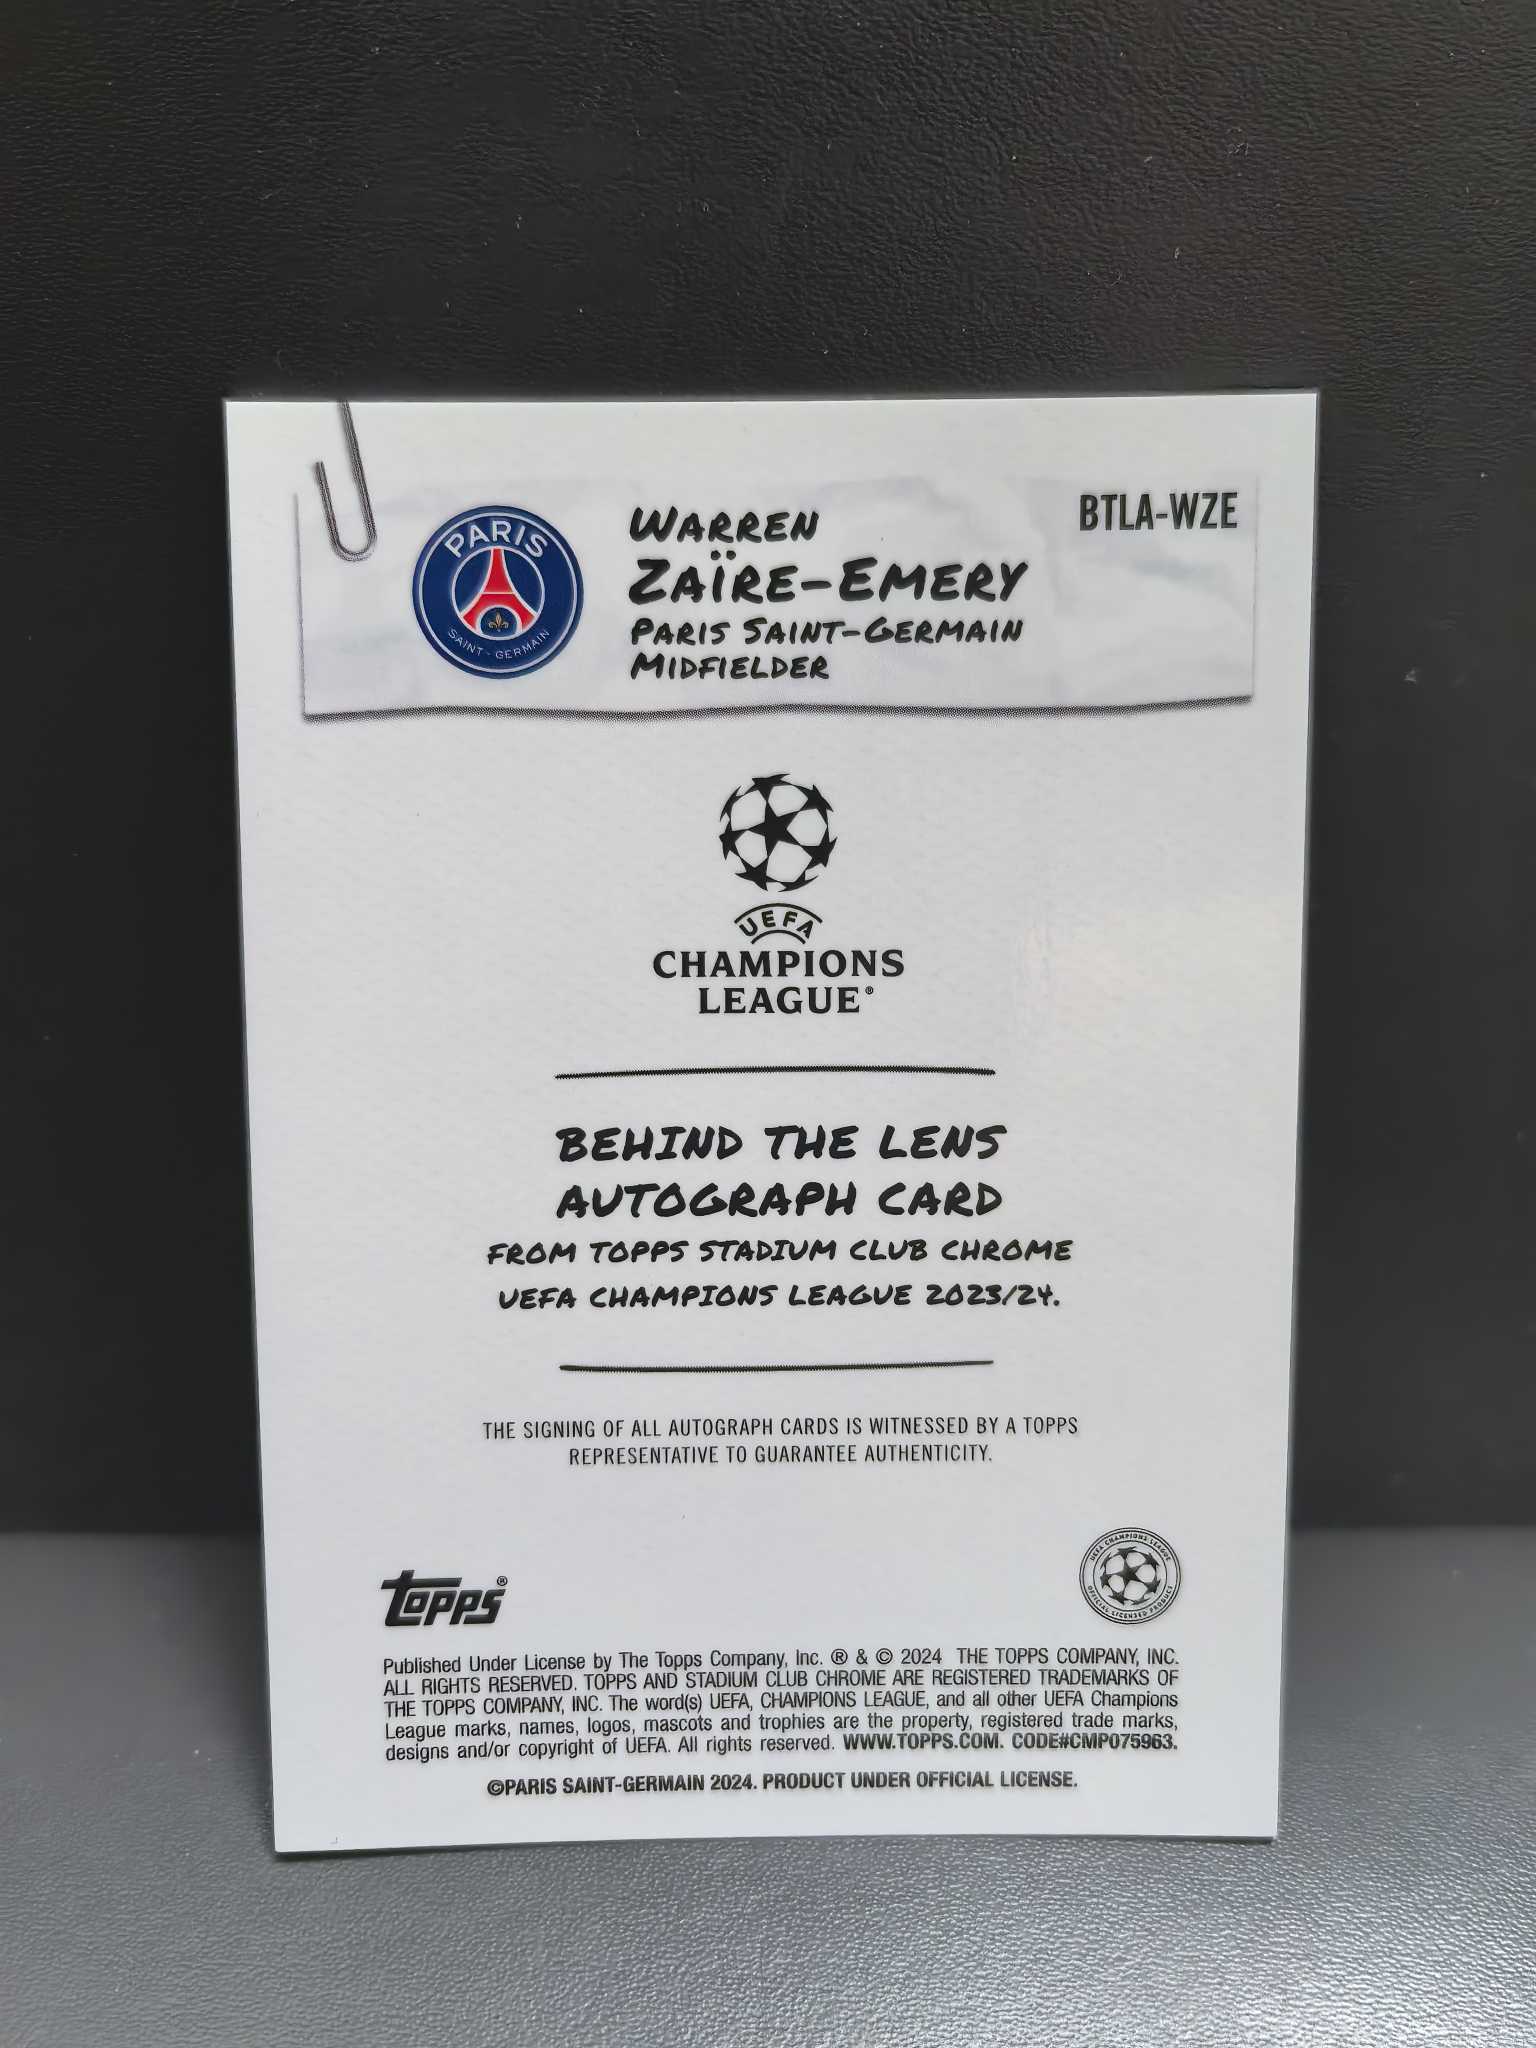 PARIS
SAINT-GERMAIN
WARREN
ZAÏRE-EMERY
PARIS SAINT-GERMAIN
MIDFIELDER
BTLA-WZE
UEFA
CHAMPIONS
LEAGUE®
BEHIND THE LENS
AUTOGRAPH CARD
FROM TOPPS STADIUM CLUB CHROME
UEFA CHAMPIONS LEAGUE 2023/24.
THE SIGNING OF ALL AUTOGRAPH CARDS IS WITNESSED BY A TOPPS
REPRESENTATIVE TO GUARANTEE AUTHENTICITY.
TOPPS®
UEFA CHAMPIONS LEAGUE
OFFICIAL LICENSED PRODUCT
Published Under License by The Topps Company, Inc. ® & © 2024 THE TOPPS COMPANY, INC.
ALL RIGHTS RESERVED. TOPPS AND STADIUM CLUB CHROME ARE REGISTERED TRADEMARKS OF
THE TOPPS COMPANY, INC. The word(s) UEFA, CHAMPIONS LEAGUE, and all other UEFA Champions
League marks, names, logos, mascots and trophies are the property, registered trade marks,
designs and/or copyright of UEFA. All rights reserved. WWW.TOPPS.COM. CODE#CMP075963.
©PARIS SAINT-GERMAIN 2024. PRODUCT UNDER OFFICIAL LICENSE.